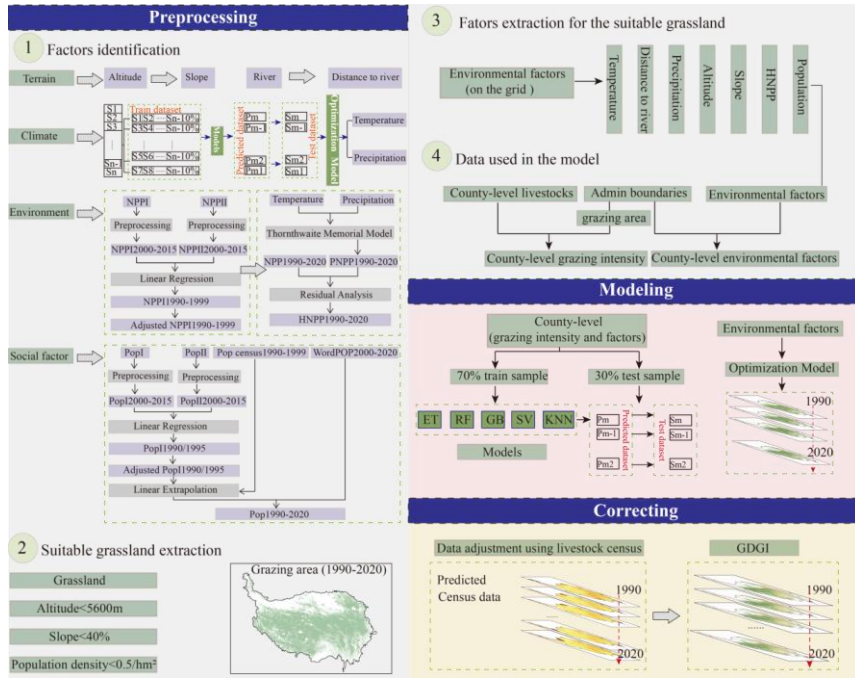 Preprocessing
1 Factors identification
Terrain
Altitude
Slope
River
Distance to river
Climate
S1
S2
S3
Sn-1
Sn
Train dataset
S1S2 ····· Sn-10%
S3S4 ····· Sn-10%
S5S6 ····· Sn-10%
S7S8 ····· Sn-10%
Models
Predicted dataset
Pm
Pm-1
Pm2
Pm1
Sm
Sm-1
Sm2
Sm1
Test dataset
Optimization Model
Temperature
Precipitation
Environment
NPPI
NPPII
Preprocessing
Preprocessing
NPPI2000-2015
NPPII2000-2015
Linear Regression
NPPI1990-1999
Adjusted NPPI1990-1999
Temperature
Precipitation
Thornthwaite Memorial Model
NPP1990-2020
PNPP1990-2020
Residual Analysis
HNPP1990-2020
Social factor
PopI
PopII
Pop census1990-1999
WordPOP2000-2020
Preprocessing
Preprocessing
PopI2000-2015
PopII2000-2015
Linear Regression
PopI1990/1995
Adjusted PopI1990/1995
Linear Extrapolation
Pop1990-2020
2 Suitable grassland extraction
Grassland
Altitude<5600m
Slope<40%
Population density<0.5/hm²
Grazing area (1990-2020)
3 Fators extraction for the suitable grassland
Environmental factors
(on the grid )
Temperature
Distance to river
Precipitation
Altitude
Slope
HNPP
Population
4 Data used in the model
County-level livestocks
Admin boundaries
Environmental factors
grazing area
County-level grazing intensity
County-level environmental factors
Modeling
County-level
(grazing intensity and factors)
70% train sample
30% test sample
ET
RF
GB
SV
KNN
Models
Pm
Pm-1
Pm2
Predicted dataset
Sm
Sm-1
Sm2
Test dataset
Environmental factors
Optimization Model
1990
2020
Correcting
Data adjustment using livestock census
GDGI
Predicted
Census data
1990
2020
1990
......
2020